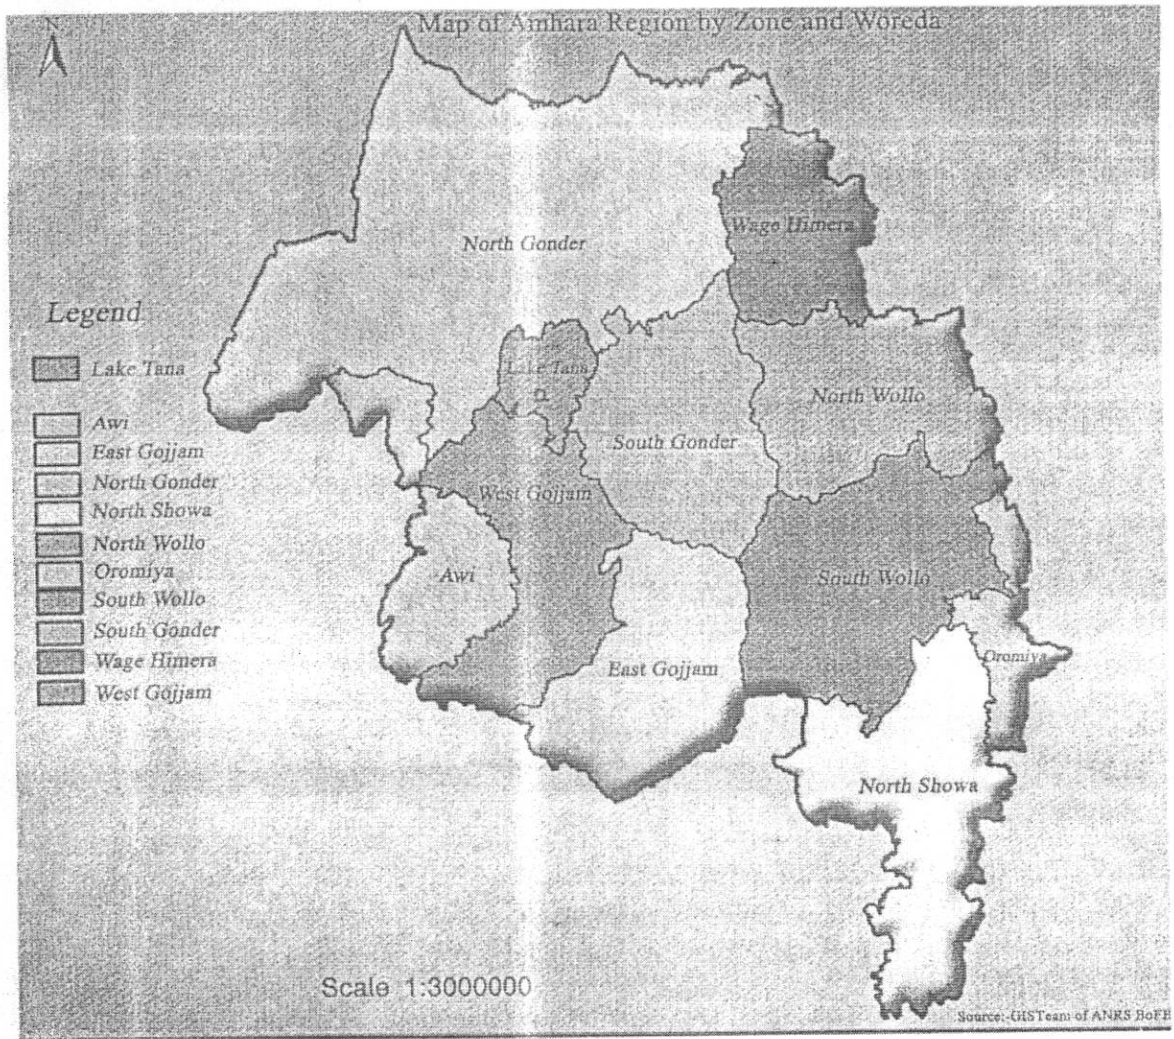 Map of Amhara Region by Zone and Woreda
N
Wage Himera
North Gonder
Legend
Lake Tana
Awi
East Gojjam
North Gonder
North Showa
North Wollo
Oromiya
South Wollo
South Gonder
Wage Himera
West Gojjam
Lake Tana
North Wollo
South Gonder
West Gojjam
Awi
South Wollo
East Gojjam
Oromiya
North Showa
Scale 1:3000000
Source:-GISTeam of ANRS BoFE